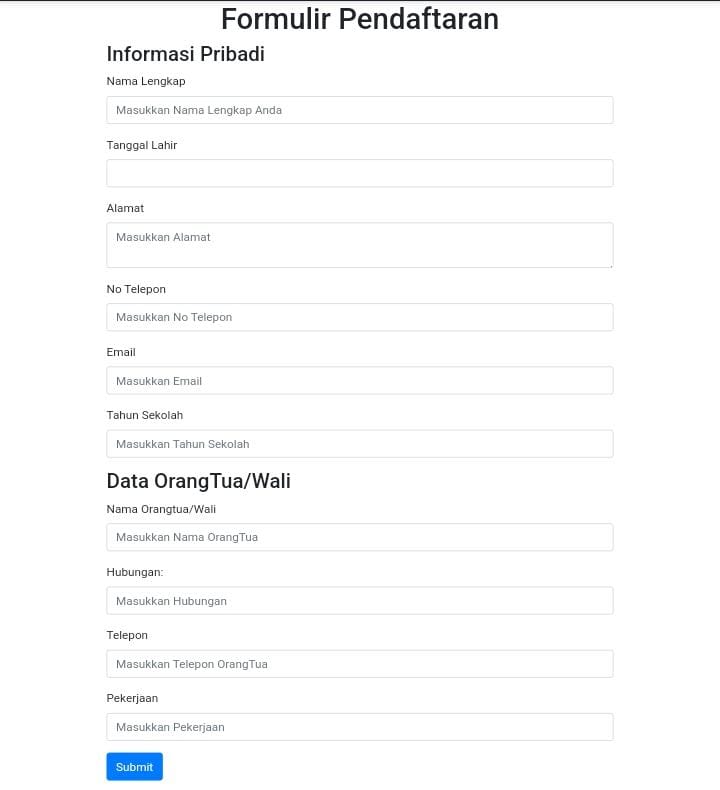 Formulir Pendaftaran
Informasi Pribadi
Nama Lengkap
Masukkan Nama Lengkap Anda
Tanggal Lahir
Alamat
Masukkan Alamat
No Telepon
Masukkan No Telepon
Email
Masukkan Email
Tahun Sekolah
Masukkan Tahun Sekolah
Data OrangTua/Wali
Nama Orangtua/Wali
Masukkan Nama OrangTua
Hubungan:
Masukkan Hubungan
Telepon
Masukkan Telepon OrangTua
Pekerjaan
Masukkan Pekerjaan
Submit